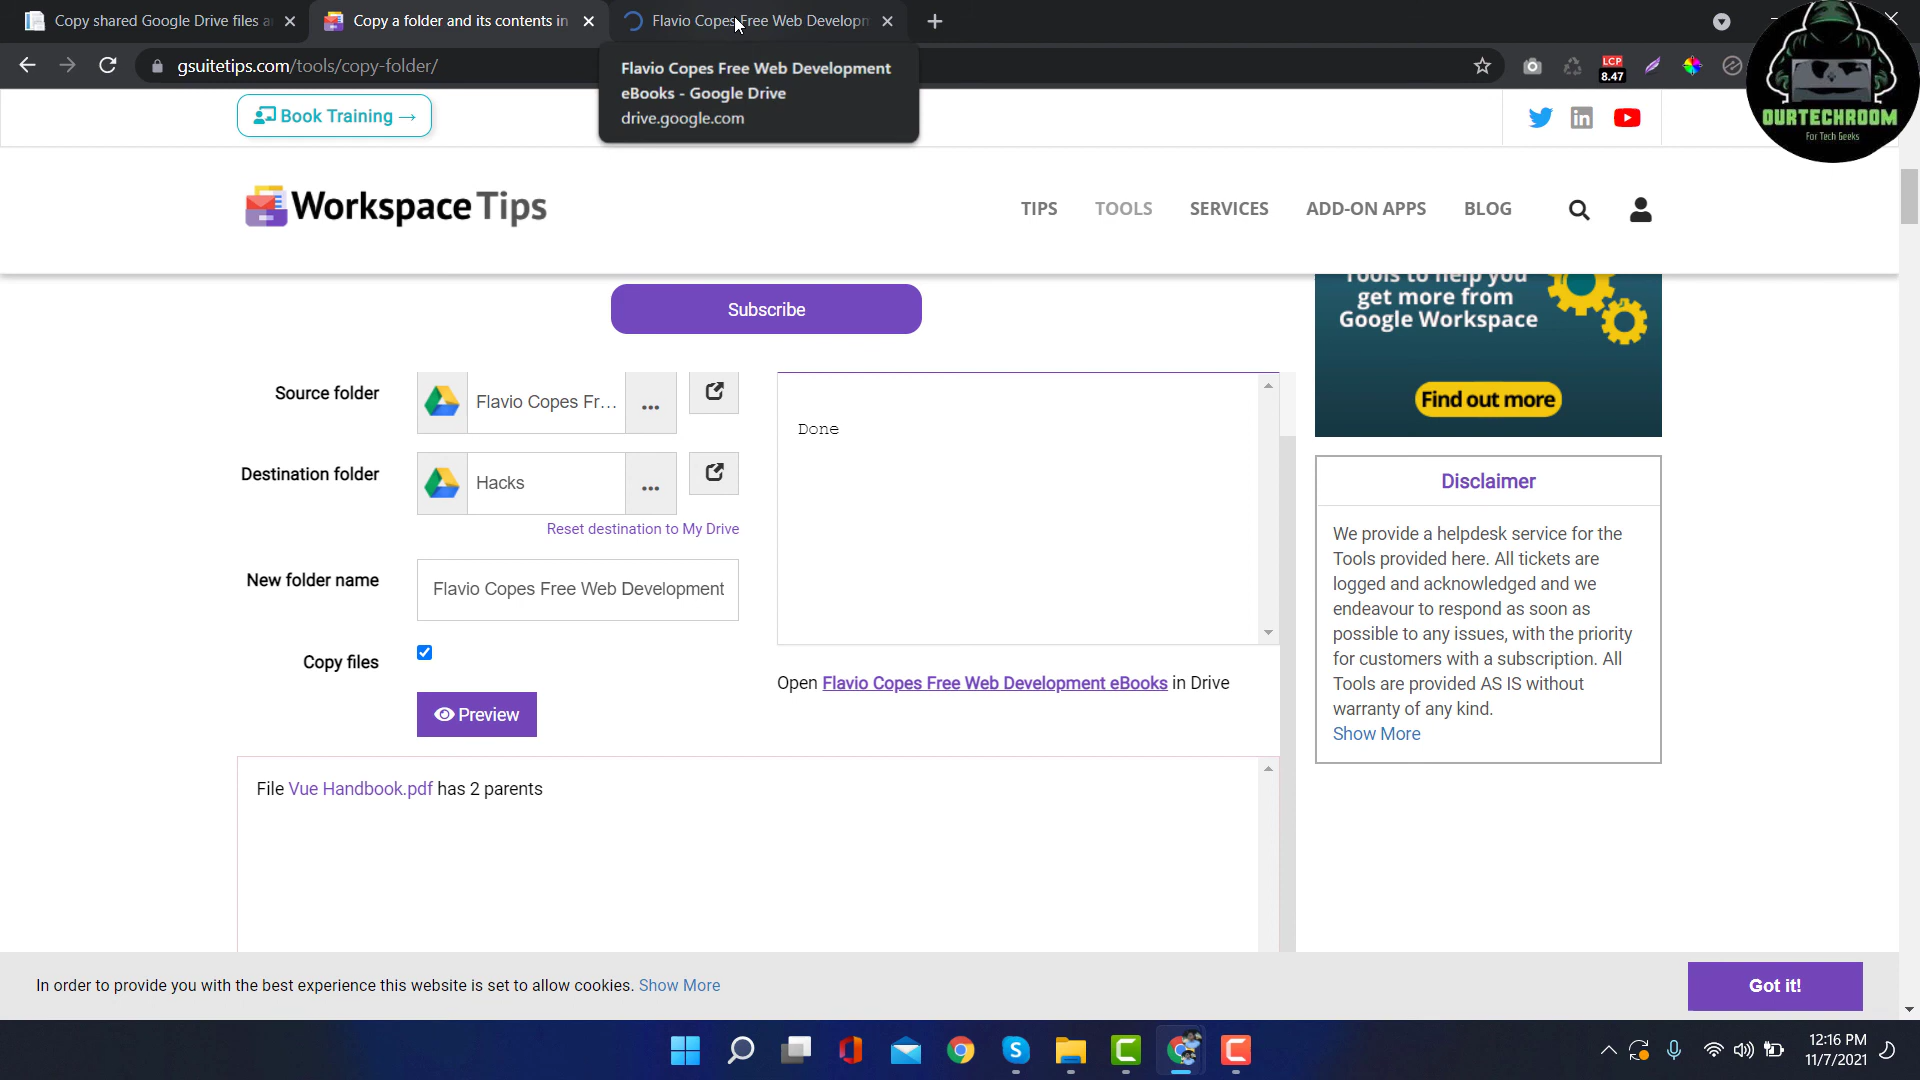 Copy shared Google Drive files a
Copy a folder and its contents in
Flavio Copes Free Web Developm
gsuitetips.com/tools/copy-folder/
LCP
8.47
Flavio Copes Free Web Development
eBooks - Google Drive
drive.google.com
OURTECHROOM
For Tech Geeks
Book Training →
Workspace Tips
TIPS
TOOLS
SERVICES
ADD-ON APPS
BLOG
Subscribe
Tools to help you
get more from
Google Workspace
Find out more
Source folder
Flavio Copes Fr...
...
Done
Destination folder
Hacks
...
Reset destination to My Drive
New folder name
Flavio Copes Free Web Development
Copy files
Preview
Open Flavio Copes Free Web Development eBooks in Drive
Disclaimer
We provide a helpdesk service for the
Tools provided here. All tickets are
logged and acknowledged and we
endeavour to respond as soon as
possible to any issues, with the priority
for customers with a subscription. All
Tools are provided AS IS without
warranty of any kind.
Show More
File Vue Handbook.pdf has 2 parents
In order to provide you with the best experience this website is set to allow cookies. Show More
Got it!
12:16 PM
11/7/2021